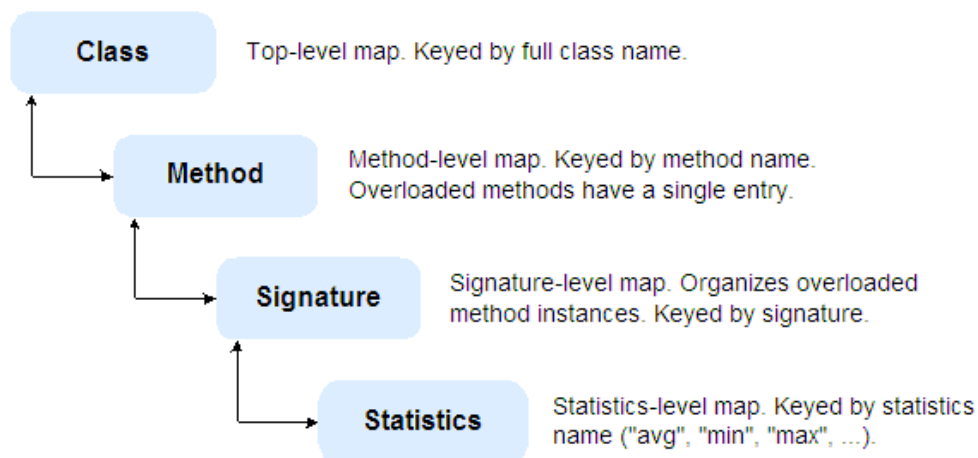 Class
Top-level map. Keyed by full class name.
Method
Method-level map. Keyed by method name.
Overloaded methods have a single entry.
Signature
Signature-level map. Organizes overloaded
method instances. Keyed by signature.
Statistics
Statistics-level map. Keyed by statistics
name ("avg", "min", "max", ...).